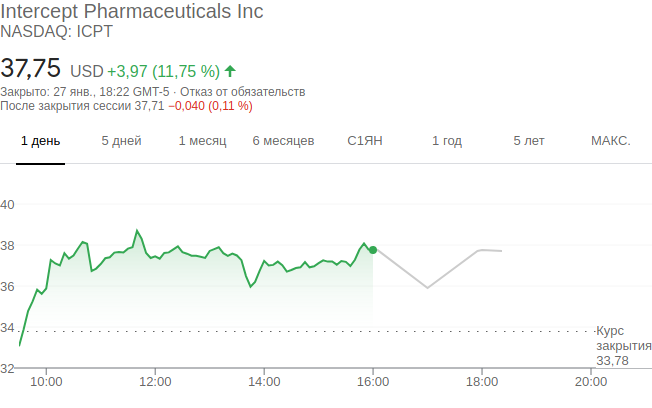 Intercept Pharmaceuticals Inc
NASDAQ: ICPT
37,75 USD +3,97 (11,75 %)
Закрыто: 27 янв., 18:22 GMT-5 · Отказ от обязательств
После закрытия сессии 37,71 −0,040 (0,11 %)
1 день 5 дней 1 месяц 6 месяцев С1ЯН 1 год 5 лет МАКС.
40
38
36
34
Курс
закрытия
33,78
32
10:00 12:00 14:00 16:00 18:00 20:00